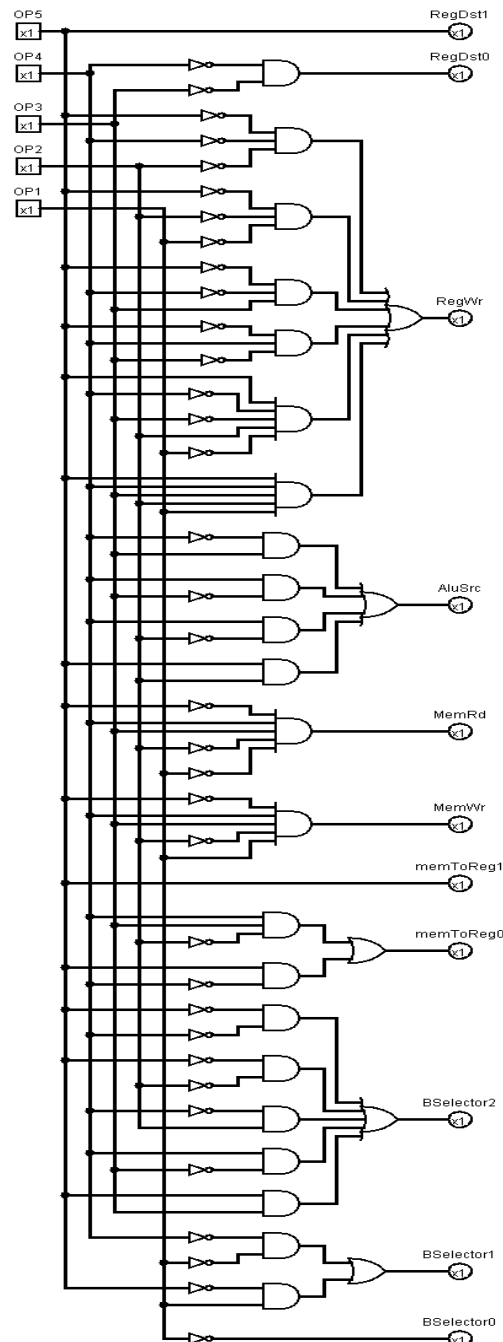 OP5
x1
RegDst1
x1
OP4
x1
RegDst0
x1
OP3
x1
OP2
x1
OP1
x1
RegWr
x1
AluSrc
x1
MemRd
x1
MemWr
x1
memToReg1
x1
memToReg0
x1
BSelector2
x1
BSelector1
x1
BSelector0
x1